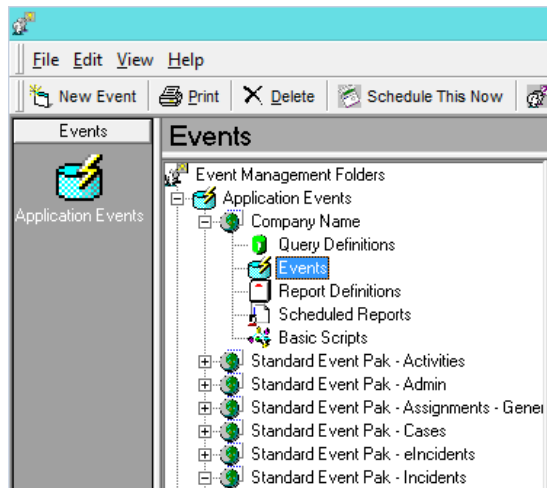 File Edit View Help
New Event Print Delete Schedule This Now
Events Events
Application Events
Event Management Folders
Application Events
Company Name
Query Definitions
Events
Report Definitions
Scheduled Reports
Basic Scripts
Standard Event Pak - Activities
Standard Event Pak - Admin
Standard Event Pak - Assignments - Gener
Standard Event Pak - Cases
Standard Event Pak - eIncidents
Standard Event Pak - Incidents